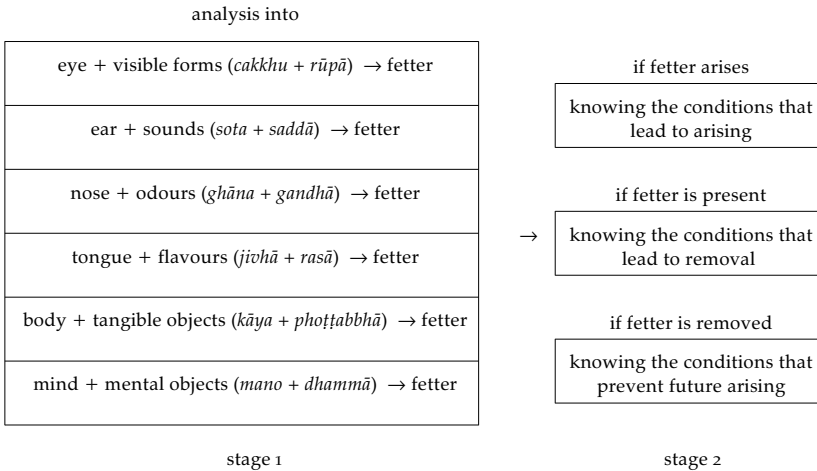 analysis into
eye + visible forms (cakkhu + rūpā) → fetter
ear + sounds (sota + saddā) → fetter
nose + odours (ghāna + gandhā) → fetter
tongue + flavours (jivhā + rasā) → fetter
body + tangible objects (kāya + phoṭṭabbhā) → fetter
mind + mental objects (mano + dhammā) → fetter
stage 1
→
if fetter arises
knowing the conditions that
lead to arising
if fetter is present
knowing the conditions that
lead to removal
if fetter is removed
knowing the conditions that
prevent future arising
stage 2